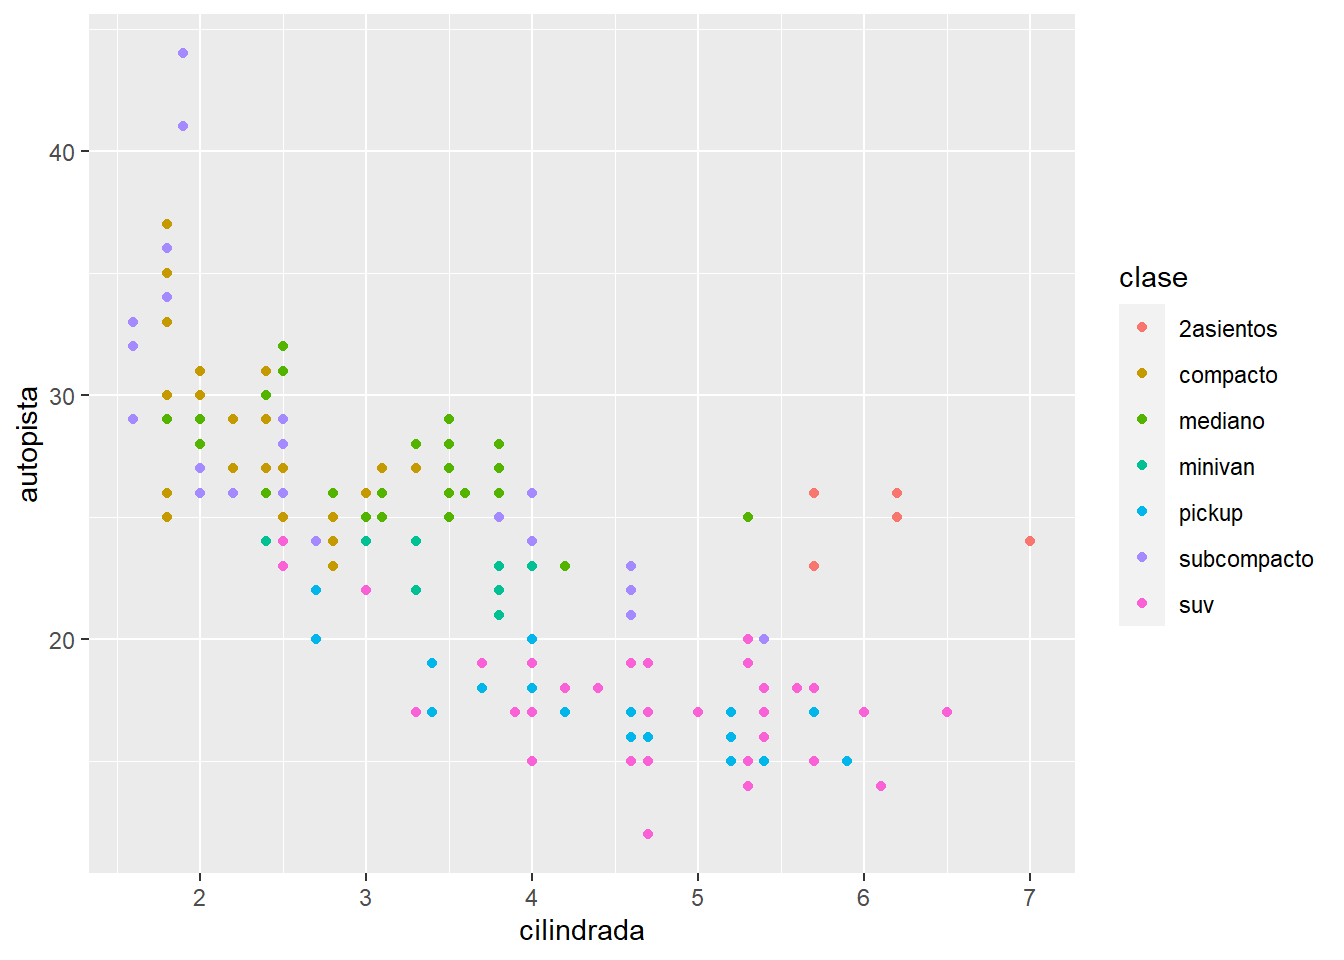 autopista
40
30
20
2 3 4 5 6 7
cilindrada
clase
2asientos
compacto
mediano
minivan
pickup
subcompacto
suv